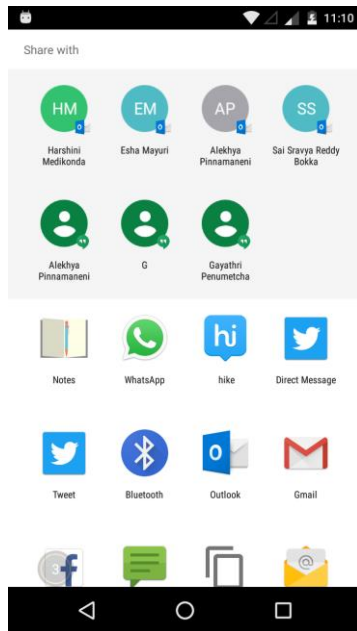 11:10
Share with
HM
EM
AP
SS
Harshini
Medikonda
Esha Mayuri
Alekhya
Pinnamaneni
Sai Sravya Reddy
Bokka
Alekhya
Pinnamaneni
G
Gayathri
Penumetcha
hi
Notes
WhatsApp
hike
Direct Message
Tweet
Bluetooth
Outlook
Gmail